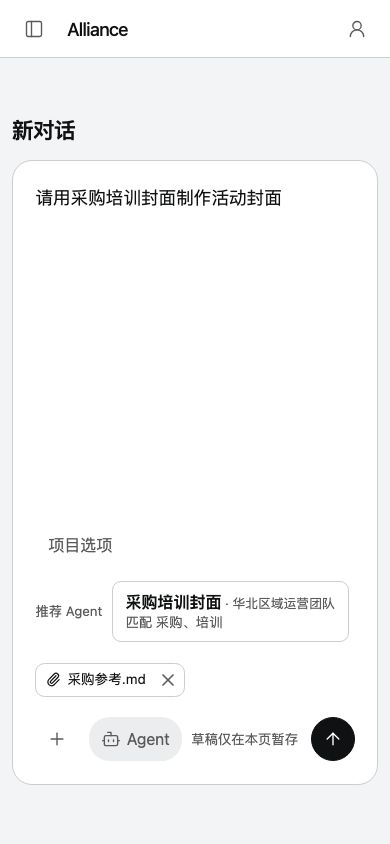 Alliance
新对话
请用采购培训封面制作活动封面
项目选项
推荐 Agent
采购培训封面 · 华北区域运营团队
匹配 采购、培训
采购参考.md
Agent
草稿仅在本页暂存